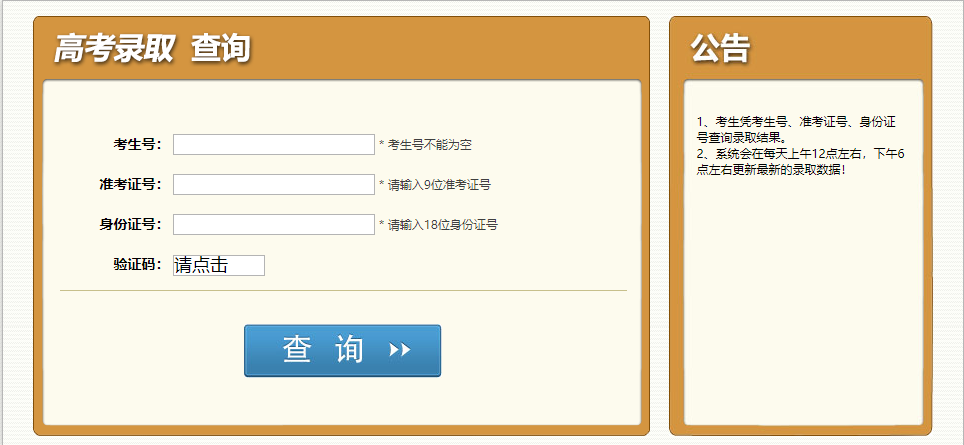 高考录取 查询
考生号：
* 考生号不能为空
准考证号：
* 请输入9位准考证号
身份证号：
* 请输入18位身份证号
验证码：
请点击
查 询
公告
1、考生凭考生号、准考证号、身份证
号查询录取结果。
2、系统会在每天上午12点左右，下午6
点左右更新最新的录取数据！